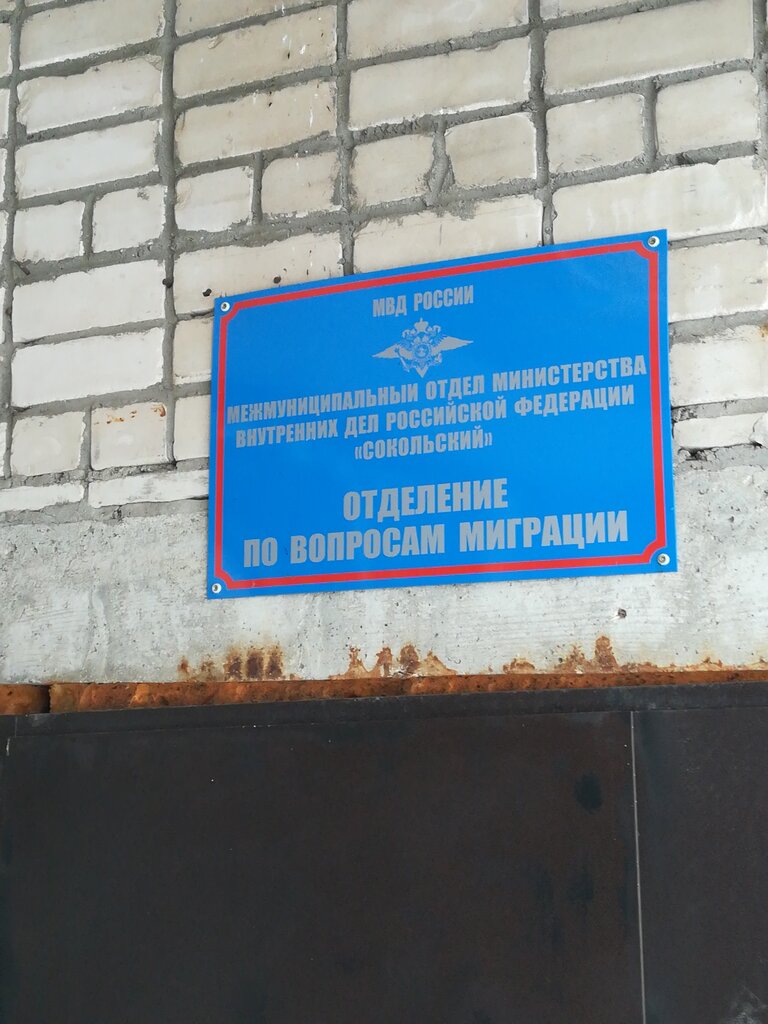 МВД РОССИИ
МЕЖМУНИЦИПАЛЬНЫЙ ОТДЕЛ МИНИСТЕРСТВА
ВНУТРЕННИХ ДЕЛ РОССИЙСКОЙ ФЕДЕРАЦИИ
«СОКОЛЬСКИЙ»
ОТДЕЛЕНИЕ
ПО ВОПРОСАМ МИГРАЦИИ